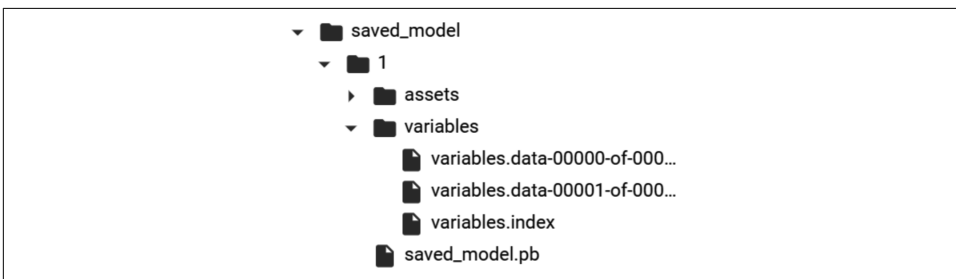 saved_model
1
assets
variables
variables.data-00000-of-000...
variables.data-00001-of-000...
variables.index
saved_model.pb